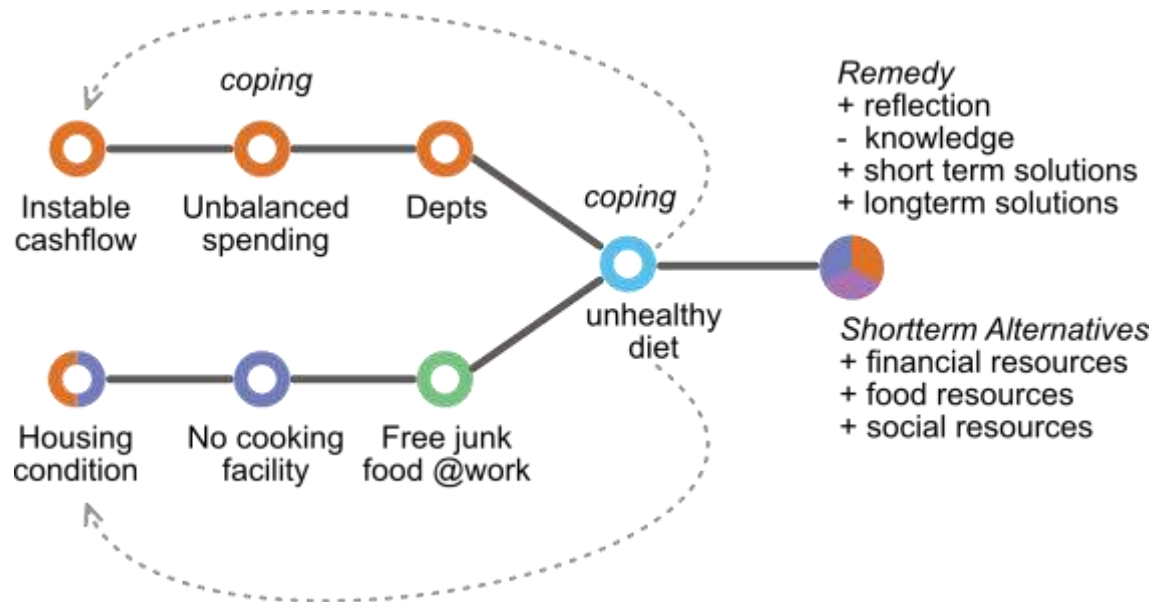 coping
Instable
cashflow
Unbalanced
spending
Depts
coping
unhealthy
diet
Housing
condition
No cooking
facility
Free junk
food @work
Remedy
+ reflection
- knowledge
+ short term solutions
+ longterm solutions
Shortterm Alternatives
+ financial resources
+ food resources
+ social resources